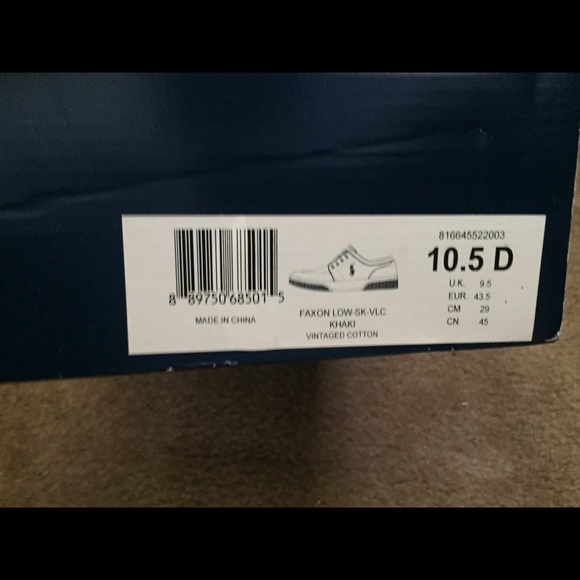 8 89750 68501 5
MADE IN CHINA
FAXON LOW-SK-VLC
KHAKI
VINTAGED COTTON
816645522003
10.5 D
U.K. 9.5
EUR. 43.5
CM 29
CN 45